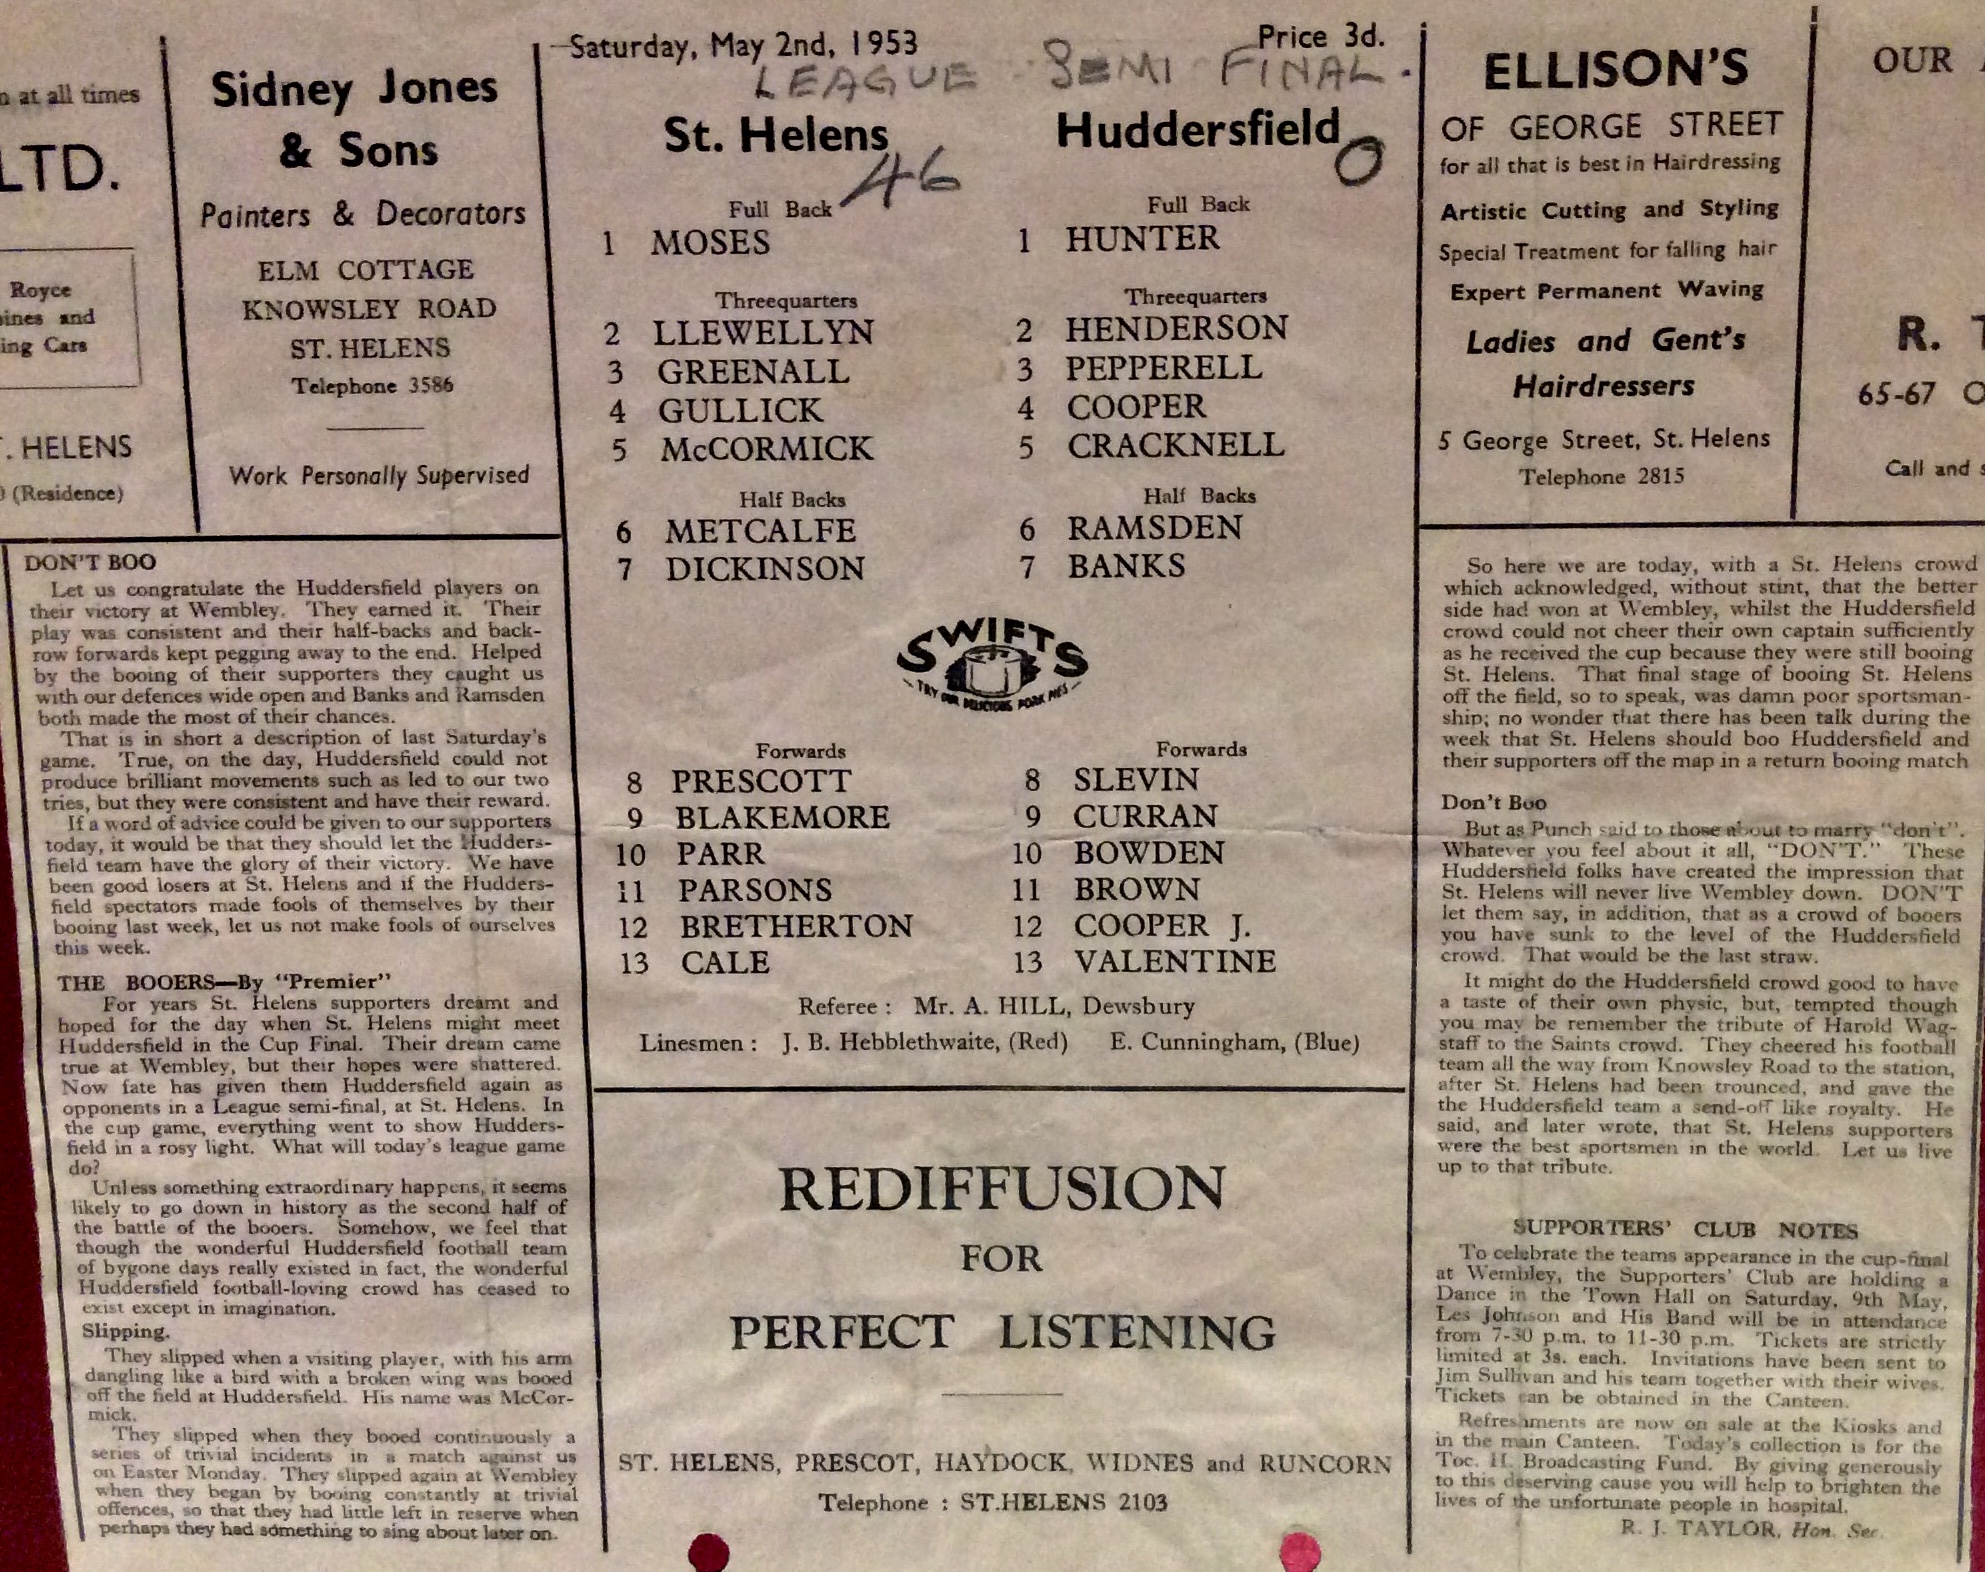 n at all times
LTD.
Royce
ines and
ing Cars
. HELENS
(Residence)
Sidney Jones
& Sons
Painters & Decorators
ELM COTTAGE
KNOWSLEY ROAD
ST. HELENS
Telephone 3586
Work Personally Supervised
DON'T BOO
Let us congratulate the Huddersfield players on
their victory at Wembley. They earned it. Their
play was consistent and their half-backs and back-
row forwards kept pegging away to the end. Helped
by the booing of their supporters they caught us
with our defences wide open and Banks and Ramsden
both made the most of their chances.
That is in short a description of last Saturday's
game. True, on the day, Huddersfield could not
produce brilliant movements such as led to our two
tries, but they were consistent and have their reward.
If a word of advice could be given to our supporters
today, it would be that they should let the Hudders-
field team have the glory of their victory. We have
been good losers at St. Helens and if the Hudders-
field spectators made fools of themselves by their
booing last week, let us not make fools of ourselves
this week.
THE BOOERS—By "Premier"
For years St. Helens supporters dreamt and
hoped for the day when St. Helens might meet
Huddersfield in the Cup Final. Their dream came
true at Wembley, but their hopes were shattered.
Now fate has given them Huddersfield again as
opponents in a League semi-final, at St. Helens. In
the cup game, everything went to show Hudders-
field in a rosy light. What will today's league game
do?
Unless something extraordinary happens, it seems
likely to go down in history as the second half of
the battle of the booers. Somehow, we feel that
though the wonderful Huddersfield football team
of bygone days really existed in fact, the wonderful
Huddersfield football-loving crowd has ceased to
exist except in imagination.
Slipping.
They slipped when a visiting player, with his arm
dangling like a bird with a broken wing was booed
off the field at Huddersfield. His name was McCor-
mick.
They slipped when they booed continuously a
series of trivial incidents in a match against us
on Easter Monday. They slipped again at Wembley
when they began by booing constantly at trivial
offences, so that they had little left in reserve when
perhaps they had something to sing about later on.
Saturday, May 2nd, 1953 Price 3d.
LEAGUE SEMI FINAL.
St. Helens Huddersfield
46 0
Full Back Full Back
1 MOSES 1 HUNTER
Threequarters Threequarters
2 LLEWELLYN 2 HENDERSON
3 GREENALL 3 PEPPERELL
4 GULLICK 4 COOPER
5 McCORMICK 5 CRACKNELL
Half Backs Half Backs
6 METCALFE 6 RAMSDEN
7 DICKINSON 7 BANKS
SWIFTS
TRY OUR DELICIOUS PORK PIES
Forwards Forwards
8 PRESCOTT 8 SLEVIN
9 BLAKEMORE 9 CURRAN
10 PARR 10 BOWDEN
11 PARSONS 11 BROWN
12 BRETHERTON 12 COOPER J.
13 CALE 13 VALENTINE
Referee : Mr. A. HILL, Dewsbury
Linesmen : J. B. Hebblethwaite, (Red) E. Cunningham, (Blue)
REDIFFUSION
FOR
PERFECT LISTENING
ST. HELENS, PRESCOT, HAYDOCK, WIDNES and RUNCORN
Telephone : ST.HELENS 2103
ELLISON'S
OF GEORGE STREET
for all that is best in Hairdressing
Artistic Cutting and Styling
Special Treatment for falling hair
Expert Permanent Waving
Ladies and Gent's
Hairdressers
5 George Street, St. Helens
Telephone 2815
OUR
R. T
65-67 O
Call and s
So here we are today, with a St. Helens crowd
which acknowledged, without stint, that the better
side had won at Wembley, whilst the Huddersfield
crowd could not cheer their own captain sufficiently
as he received the cup because they were still booing
St. Helens. That final stage of booing St. Helens
off the field, so to speak, was damn poor sportsman-
ship; no wonder that there has been talk during the
week that St. Helens should boo Huddersfield and
their supporters off the map in a return booing match
Don't Boo
But as Punch said to those about to marry "don't".
Whatever you feel about it all, "DON'T." These
Huddersfield folks have created the impression that
St. Helens will never live Wembley down. DON'T
let them say, in addition, that as a crowd of booers
you have sunk to the level of the Huddersfield
crowd. That would be the last straw.
It might do the Huddersfield crowd good to have
a taste of their own physic, but, tempted though
you may be remember the tribute of Harold Wag-
staff to the Saints crowd. They cheered his football
team all the way from Knowsley Road to the station,
after St. Helens had been trounced, and gave the
the Huddersfield team a send-off like royalty. He
said, and later wrote, that St. Helens supporters
were the best sportsmen in the world. Let us live
up to that tribute.
SUPPORTERS' CLUB NOTES
To celebrate the teams appearance in the cup-final
at Wembley, the Supporters' Club are holding a
Dance in the Town Hall on Saturday, 9th May,
Les Johnson and His Band will be in attendance
from 7-30 p.m. to 11-30 p.m. Tickets are strictly
limited at 3s. each. Invitations have been sent to
Jim Sullivan and his team together with their wives.
Tickets can be obtained in the Canteen.
Refreshments are now on sale at the Kiosks and
in the main Canteen. Today's collection is for the
Toc. H. Broadcasting Fund. By giving generously
to this deserving cause you will help to brighten the
lives of the unfortunate people in hospital.
R. J. TAYLOR, Hon. Sec.